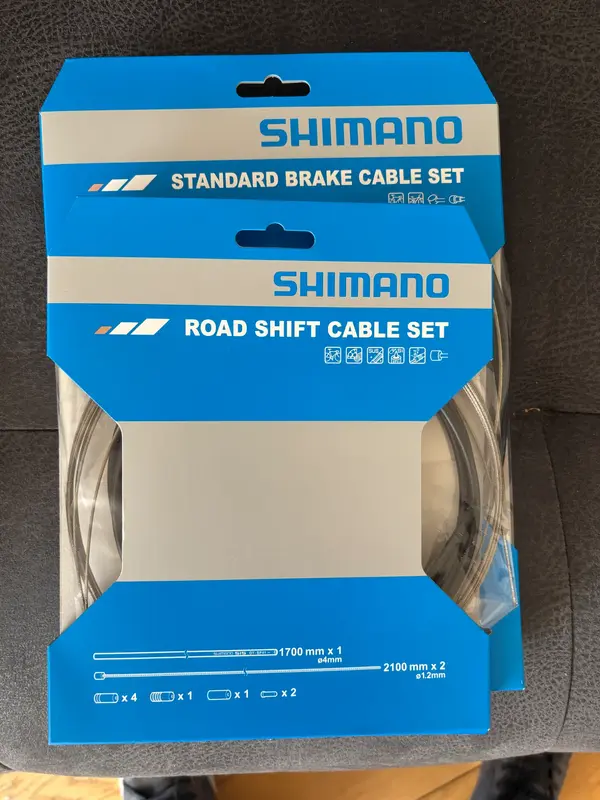 SHIMANO
STANDARD BRAKE CABLE SET
SHIMANO
ROAD SHIFT CABLE SET
1700 mm x 1
ø4mm
2100 mm x 2
ø1.2mm
x 4 x 1 x 1 x 2